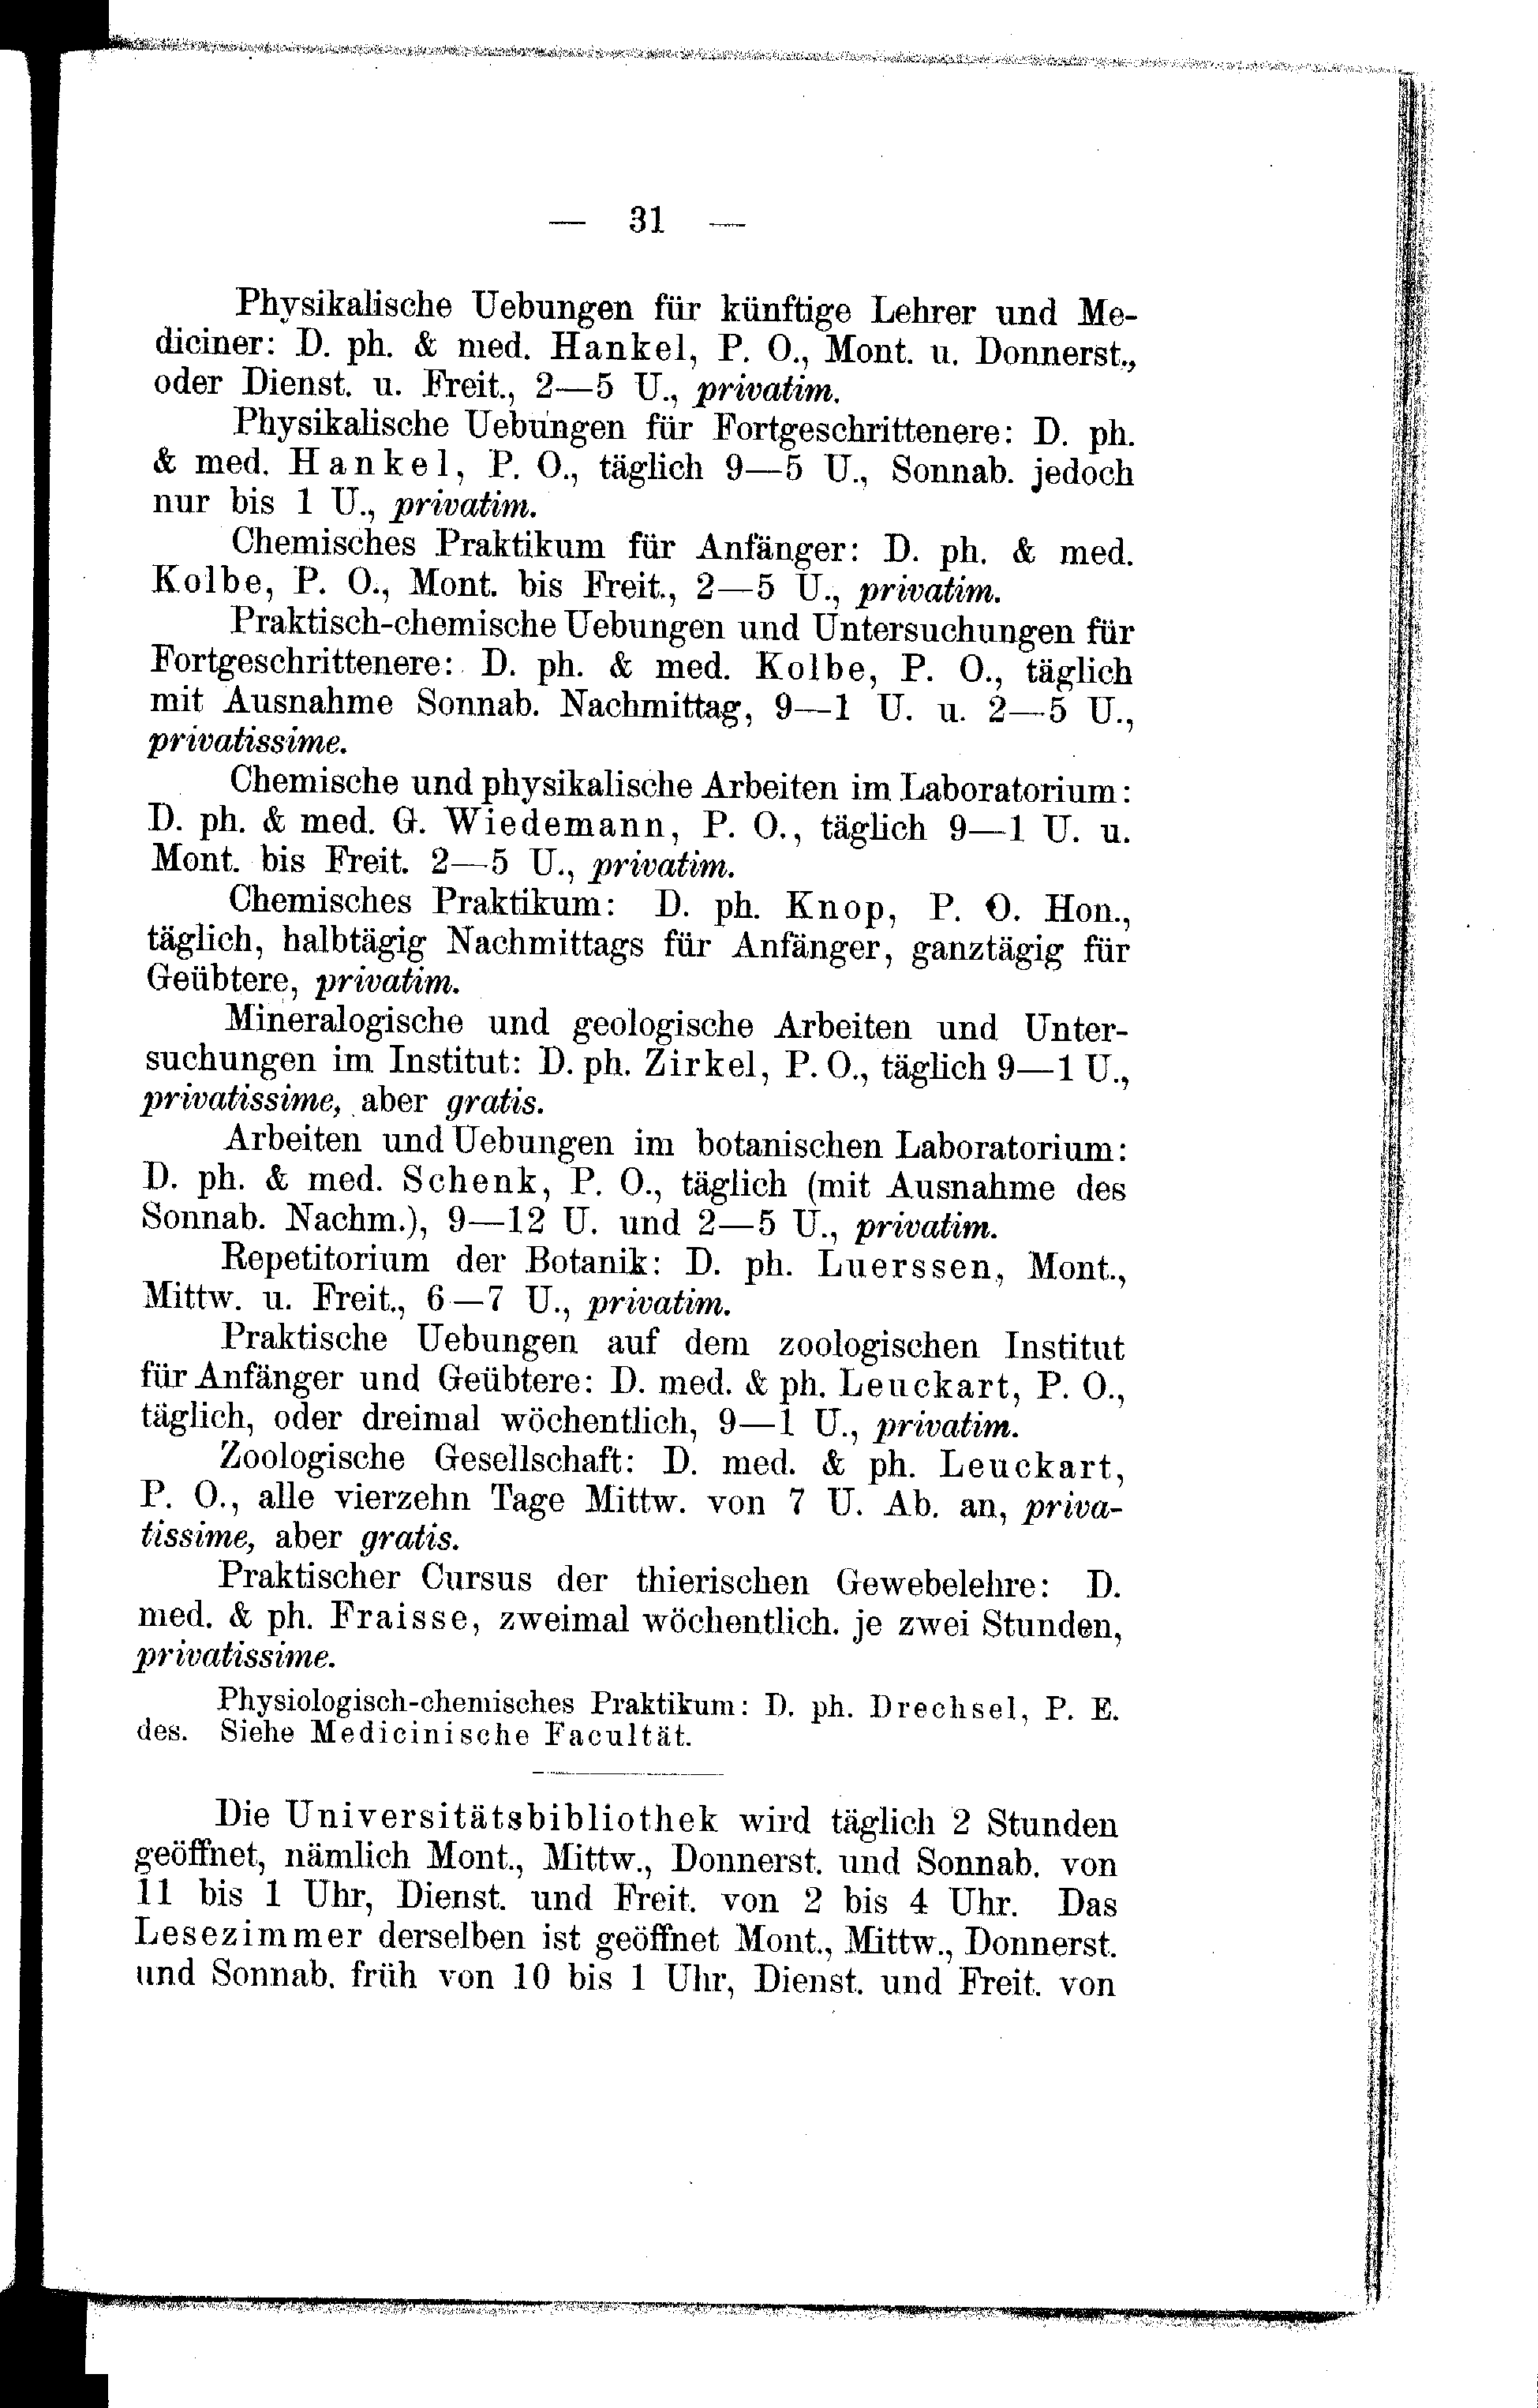 — 31 —
Physikalische Uebungen für künftige Lehrer und Me-
diciner: D. ph. & med. Hankel, P. O., Mont. u. Donnerst.,
oder Dienst. u. Freit., 2—5 U., privatim.
Physikalische Uebungen für Fortgeschrittenere: D. ph.
& med. Hankel, P. O., täglich 9—5 U., Sonnab. jedoch
nur bis 1 U., privatim.
Chemisches Praktikum für Anfänger: D. ph. & med.
Kolbe, P. O., Mont. bis Freit., 2—5 U., privatim.
Praktisch-chemische Uebungen und Untersuchungen für
Fortgeschrittenere: D. ph. & med. Kolbe, P. O., täglich
mit Ausnahme Sonnab. Nachmittag, 9—1 U. u. 2—5 U.,
privatissime.
Chemische und physikalische Arbeiten im Laboratorium:
D. ph. & med. G. Wiedemann, P. O., täglich 9—1 U. u.
Mont. bis Freit. 2—5 U., privatim.
Chemisches Praktikum: D. ph. Knop, P. O. Hon.,
täglich, halbtägig Nachmittags für Anfänger, ganztägig für
Geübtere, privatim.
Mineralogische und geologische Arbeiten und Unter-
suchungen im Institut: D. ph. Zirkel, P. O., täglich 9—1 U.,
privatissime, aber gratis.
Arbeiten und Uebungen im botanischen Laboratorium:
D. ph. & med. Schenk, P. O., täglich (mit Ausnahme des
Sonnab. Nachm.), 9—12 U. und 2—5 U., privatim.
Repetitorium der Botanik: D. ph. Luerssen, Mont.,
Mittw. u. Freit., 6—7 U., privatim.
Praktische Uebungen auf dem zoologischen Institut
für Anfänger und Geübtere: D. med. & ph. Leuckart, P. O.,
täglich, oder dreimal wöchentlich, 9—1 U., privatim.
Zoologische Gesellschaft: D. med. & ph. Leuckart,
P. O., alle vierzehn Tage Mittw. von 7 U. Ab. an, priva-
tissime, aber gratis.
Praktischer Cursus der thierischen Gewebelehre: D.
med. & ph. Fraisse, zweimal wöchentlich. je zwei Stunden,
privatissime.
Physiologisch-chemisches Praktikum: D. ph. Drechsel, P. E.
des. Siehe Medicinische Facultät.
Die Universitätsbibliothek wird täglich 2 Stunden
geöffnet, nämlich Mont., Mittw., Donnerst. und Sonnab. von
11 bis 1 Uhr, Dienst. und Freit. von 2 bis 4 Uhr. Das
Lesezimmer derselben ist geöffnet Mont., Mittw., Donnerst.
und Sonnab. früh von 10 bis 1 Uhr, Dienst. und Freit. von